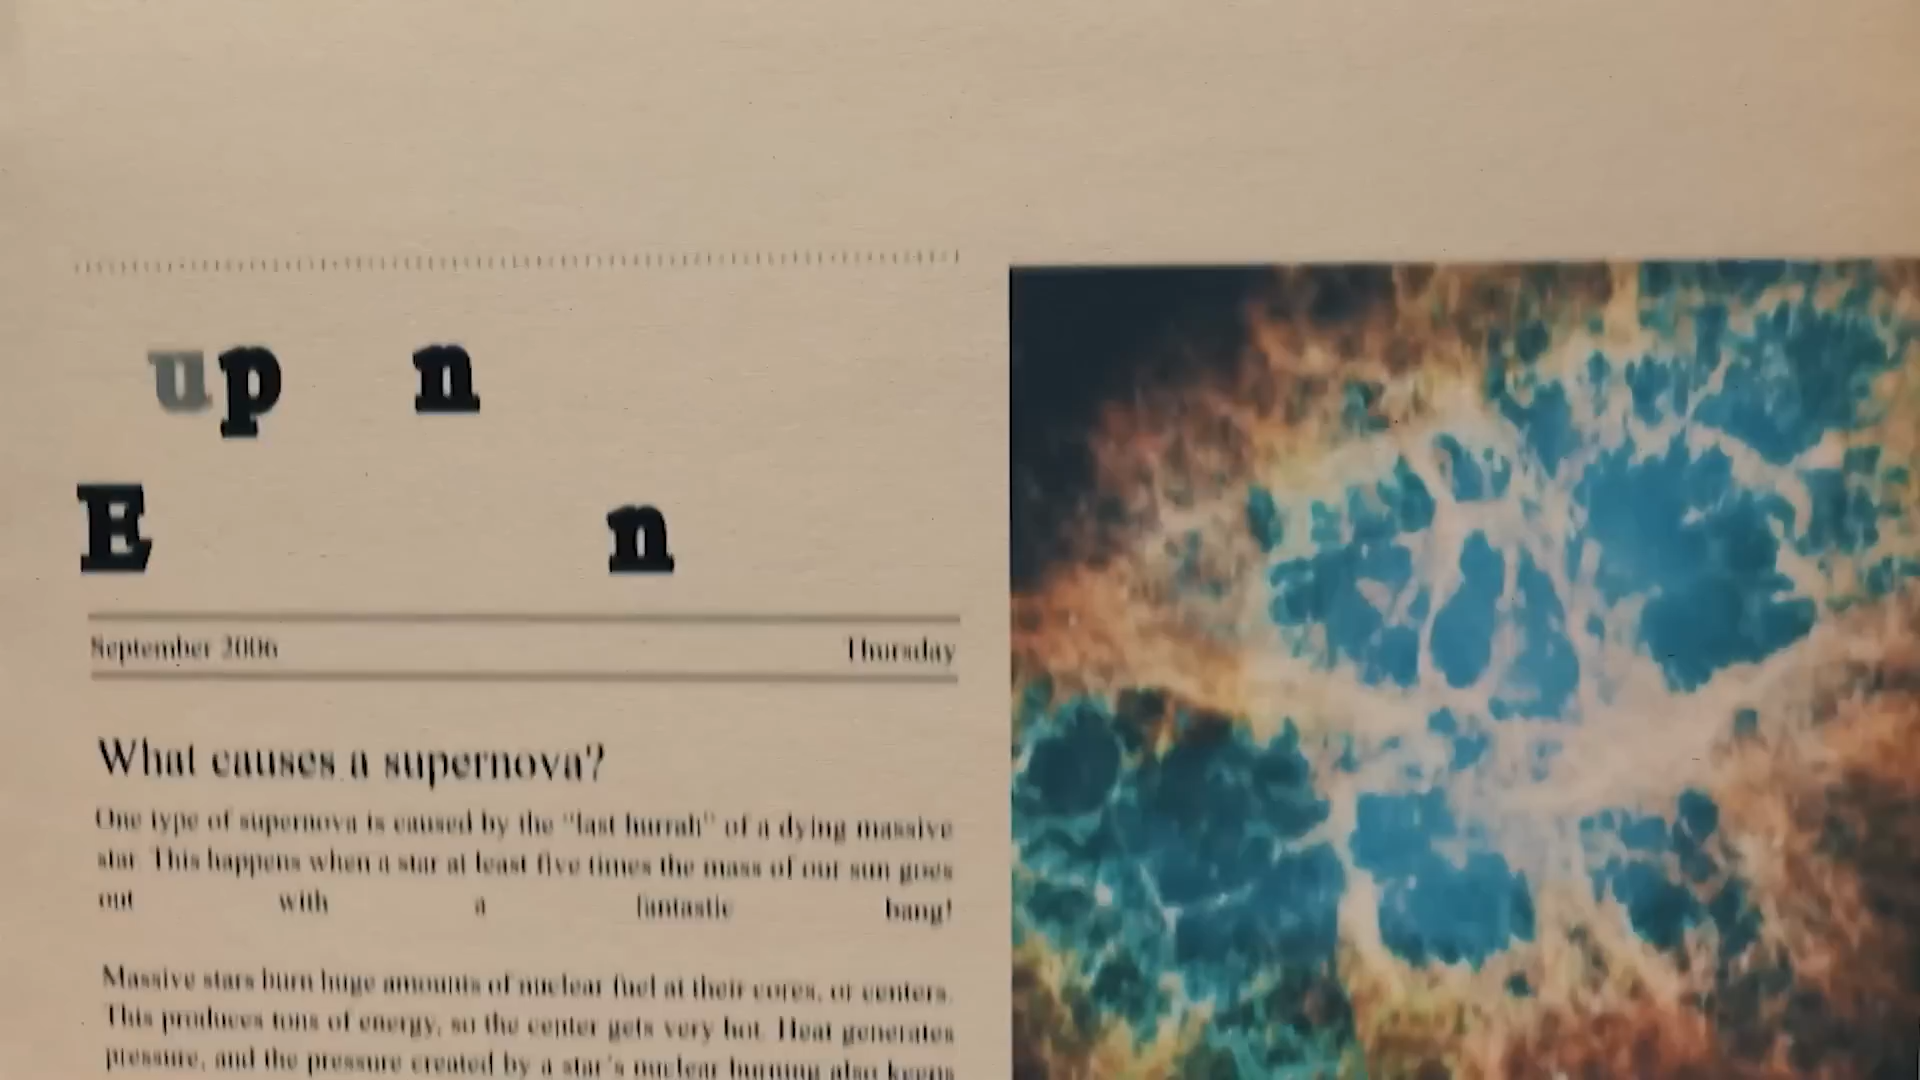 up n
E n
September 2006 Thursday
What causes a supernova?
One type of supernova is caused by the "last hurrah" of a dying massive
star. This happens when a star at least five times the mass of our sun goes
out with a fantastic bang!
Massive stars burn huge amounts of nuclear fuel at their cores, or centers.
This produces tons of energy, so the center gets very hot. Heat generates
pressure, and the pressure created by a star's nuclear burning also keeps